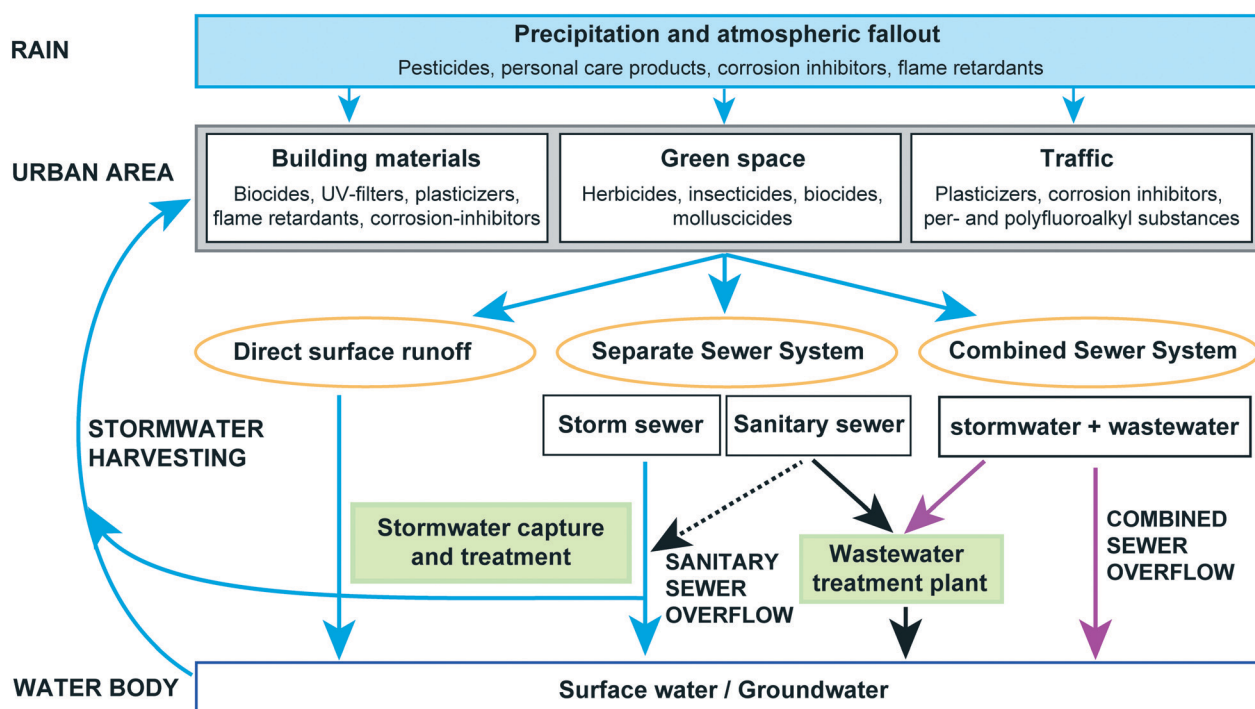 RAIN
Precipitation and atmospheric fallout
Pesticides, personal care products, corrosion inhibitors, flame retardants
URBAN AREA
Building materials
Biocides, UV-filters, plasticizers,
flame retardants, corrosion-inhibitors
Green space
Herbicides, insecticides, biocides,
molluscicides
Traffic
Plasticizers, corrosion inhibitors,
per- and polyfluoroalkyl substances
Direct surface runoff
Separate Sewer System
Combined Sewer System
Storm sewer
Sanitary sewer
stormwater + wastewater
STORMWATER
HARVESTING
Stormwater capture
and treatment
SANITARY
SEWER
OVERFLOW
Wastewater
treatment plant
COMBINED
SEWER
OVERFLOW
WATER BODY
Surface water / Groundwater